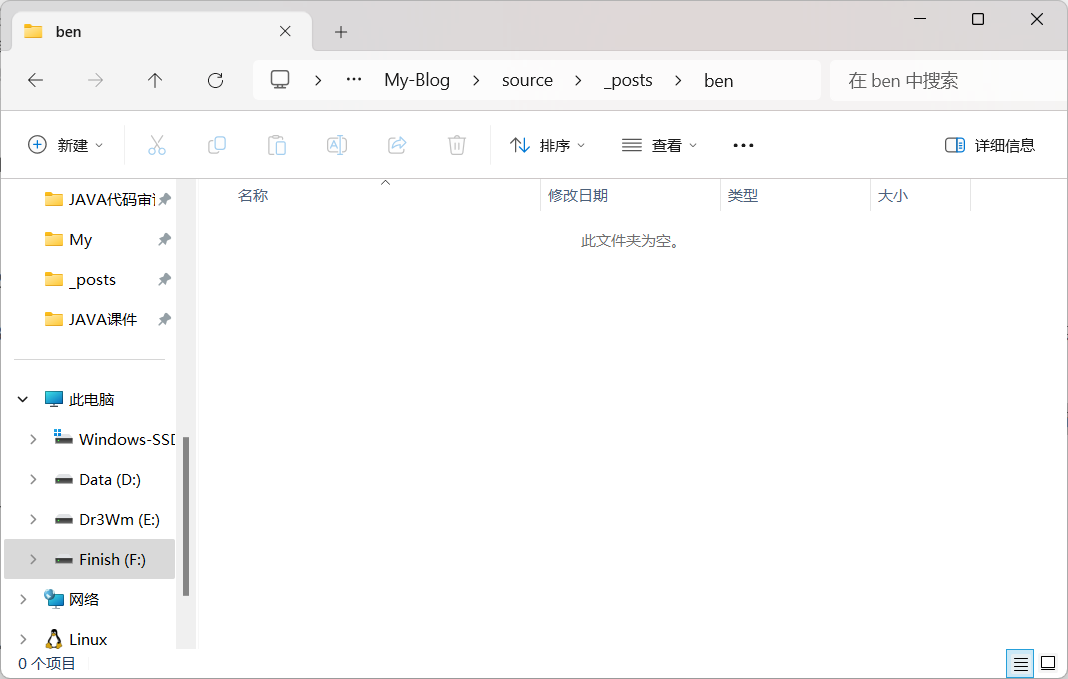 ben
My-Blog > source > _posts > ben
在 ben 中搜索
新建
排序
查看
详细信息
名称 修改日期 类型 大小
此文件夹为空。
JAVA代码审
My
_posts
JAVA课件
此电脑
Windows-SSD
Data (D:)
Dr3Wm (E:)
Finish (F:)
网络
Linux
0 个项目